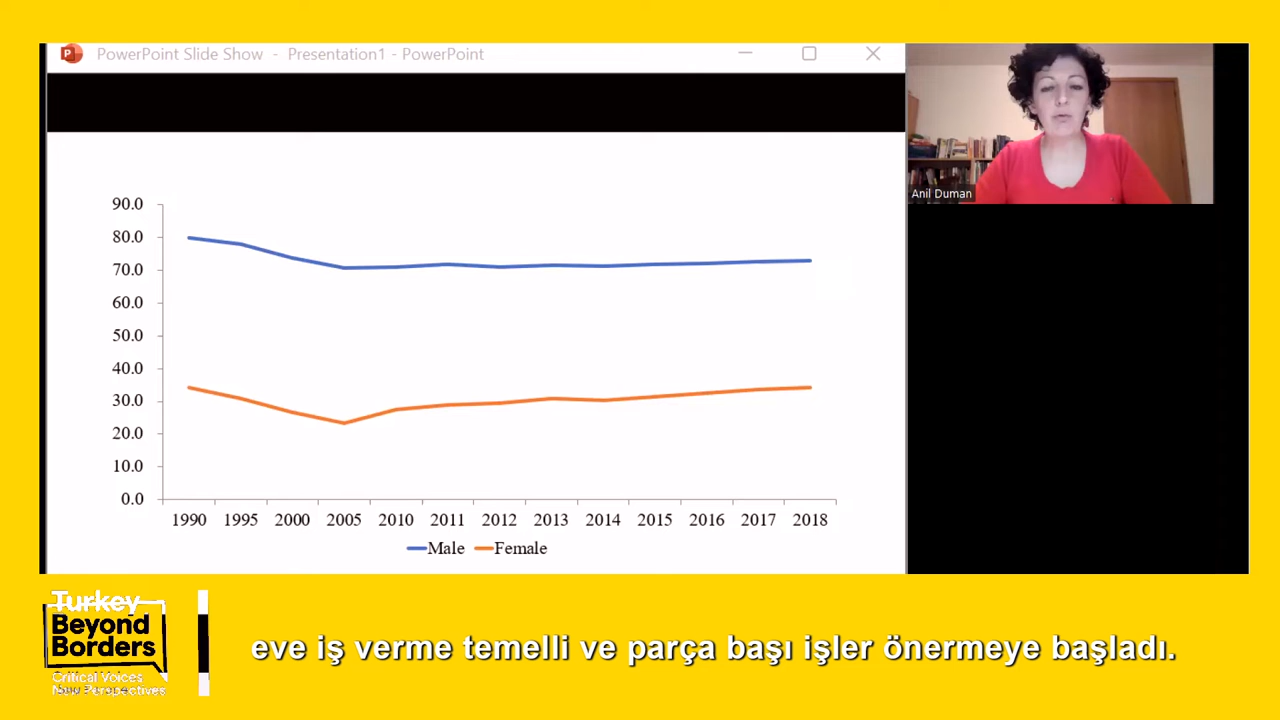 PowerPoint Slide Show - Presentation1 - PowerPoint
Anil Duman
90.0
80.0
70.0
60.0
50.0
40.0
30.0
20.0
10.0
0.0
1990 1995 2000 2005 2010 2011 2012 2013 2014 2015 2016 2017 2018
Male Female
Turkey
Beyond
Borders
Critical Voices
New Perspectives
eve iş verme temelli ve parça başı işler önermeye başladı.